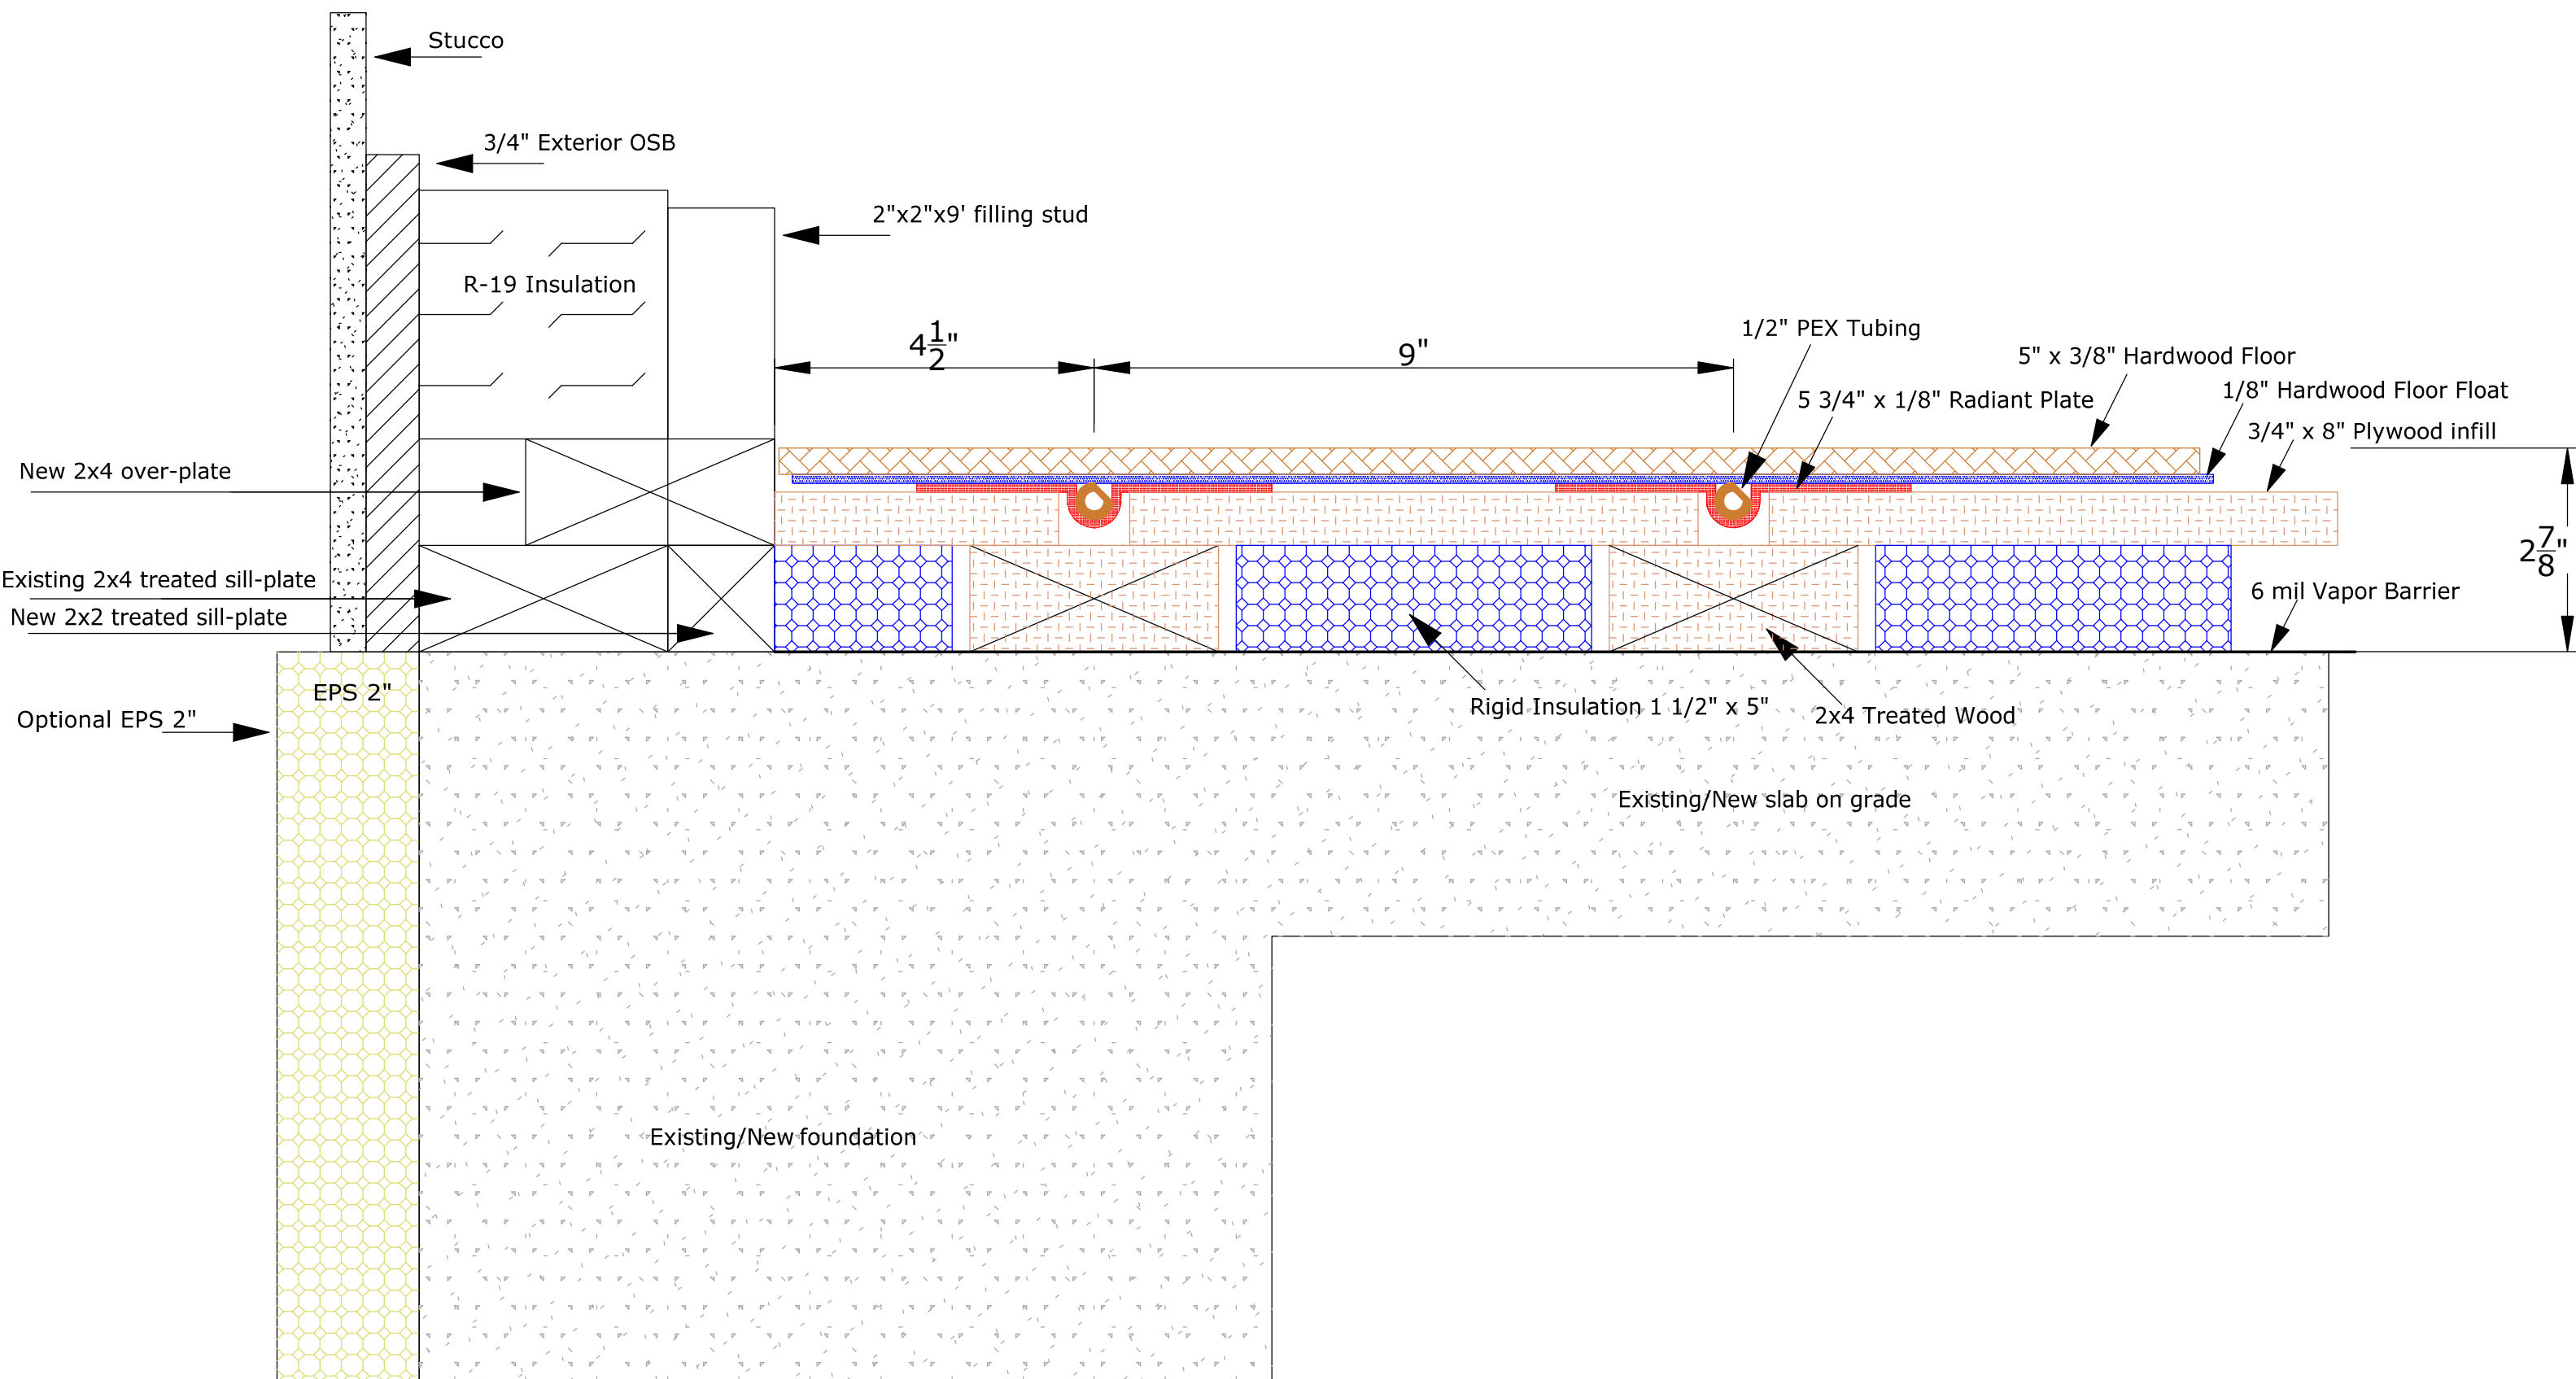 Stucco
3/4" Exterior OSB
2"x2"x9' filling stud
R-19 Insulation
4 1/2"
9"
1/2" PEX Tubing
5" x 3/8" Hardwood Floor
5 3/4" x 1/8" Radiant Plate
1/8" Hardwood Floor Float
3/4" x 8" Plywood infill
New 2x4 over-plate
2 7/8"
Existing 2x4 treated sill-plate
New 2x2 treated sill-plate
6 mil Vapor Barrier
EPS 2"
Optional EPS 2"
Rigid Insulation 1 1/2" x 5"
2x4 Treated Wood
Existing/New slab on grade
Existing/New foundation